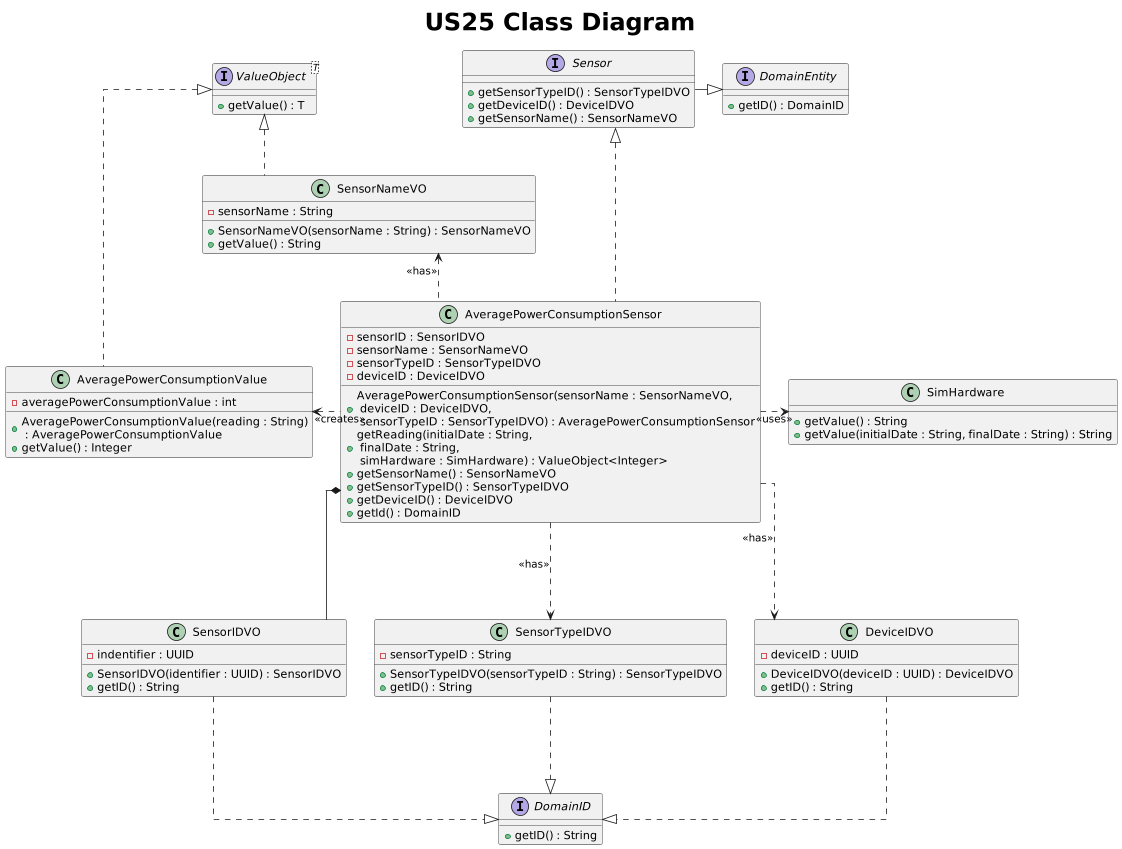 US25 Class Diagram
I ValueObject T
getValue() : T
I Sensor
getSensorTypeID() : SensorTypeIDVO
getDeviceID() : DeviceIDVO
getSensorName() : SensorNameVO
I DomainEntity
getID() : DomainID
C SensorNameVO
sensorName : String
SensorNameVO(sensorName : String) : SensorNameVO
getValue() : String
«has»
C AveragePowerConsumptionSensor
sensorID : SensorIDVO
sensorName : SensorNameVO
sensorTypeID : SensorTypeIDVO
deviceID : DeviceIDVO
AveragePowerConsumptionSensor(sensorName : SensorNameVO,
deviceID : DeviceIDVO,
sensorTypeID : SensorTypeIDVO) : AveragePowerConsumptionSensor
getReading(initialDate : String,
finalDate : String,
simHardware : SimHardware) : ValueObject<Integer>
getSensorName() : SensorNameVO
getSensorTypeID() : SensorTypeIDVO
getDeviceID() : DeviceIDVO
getId() : DomainID
C AveragePowerConsumptionValue
averagePowerConsumptionValue : int
AveragePowerConsumptionValue(reading : String)
: AveragePowerConsumptionValue
getValue() : Integer
«creates»
«uses»
C SimHardware
getValue() : String
getValue(initialDate : String, finalDate : String) : String
«has»
«has»
C SensorIDVO
indentifier : UUID
SensorIDVO(identifier : UUID) : SensorIDVO
getID() : String
C SensorTypeIDVO
sensorTypeID : String
SensorTypeIDVO(sensorTypeID : String) : SensorTypeIDVO
getID() : String
C DeviceIDVO
deviceID : UUID
DeviceIDVO(deviceID : UUID) : DeviceIDVO
getID() : String
I DomainID
getID() : String